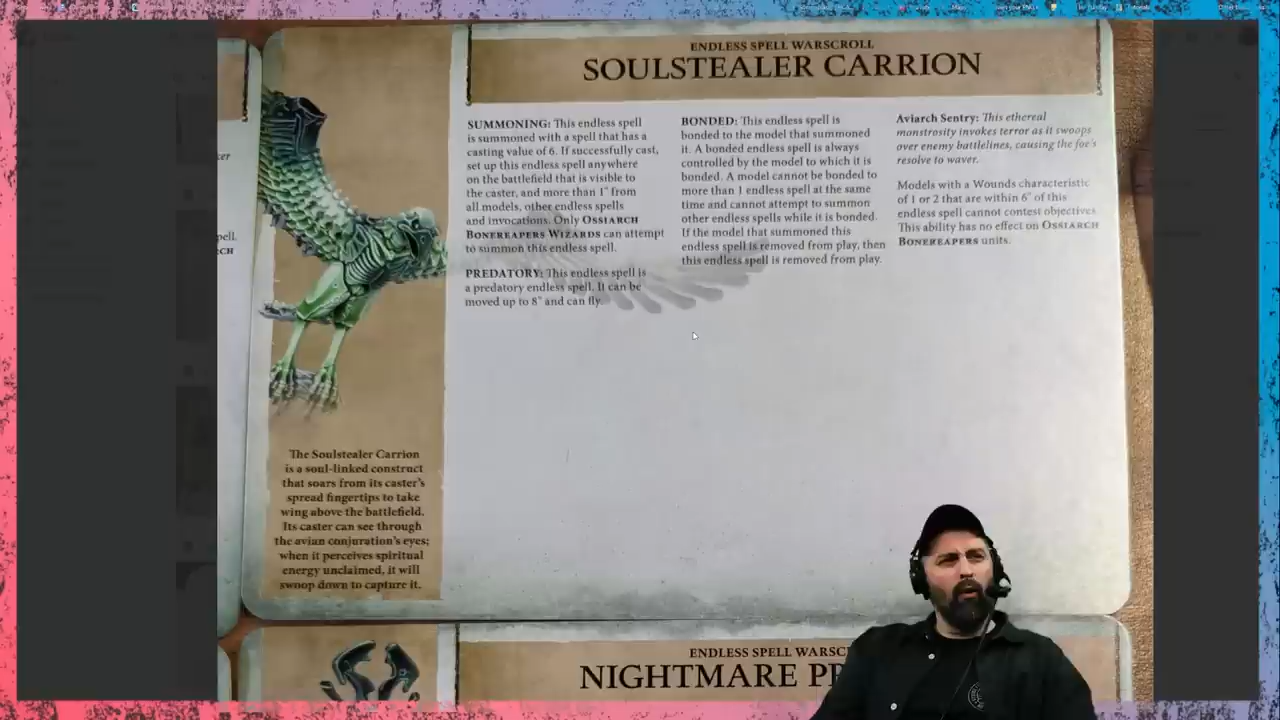 ENDLESS SPELL WARSCROLL
SOULSTEALER CARRION
SUMMONING: This endless spell
is summoned with a spell that has a
casting value of 6. If successfully cast,
set up this endless spell anywhere
on the battlefield that is visible to
the caster, and more than 1" from
all models, other endless spells
and invocations. Only OSSIARCH
BONEREAPERS WIZARDS can attempt
to summon this endless spell.
PREDATORY: This endless spell is
a predatory endless spell. It can be
moved up to 8" and can fly.
BONDED: This endless spell is
bonded to the model that summoned
it. A bonded endless spell is always
controlled by the model to which it is
bonded. A model cannot be bonded to
more than 1 endless spell at the same
time and cannot attempt to summon
other endless spells while it is bonded.
If the model that summoned this
endless spell is removed from play, then
this endless spell is removed from play.
Aviarch Sentry: This ethereal
monstrosity invokes terror as it swoops
over enemy battlelines, causing the foe's
resolve to waver.
Models with a Wounds characteristic
of 1 or 2 that are within 6" of this
endless spell cannot contest objectives.
This ability has no effect on OSSIARCH
BONEREAPERS units.
The Soulstealer Carrion
is a soul-linked construct
that soars from its caster's
spread fingertips to take
wing above the battlefield.
Its caster can see through
the avian conjuration's eyes;
when it perceives spiritual
energy unclaimed, it will
swoop down to capture it.
ENDLESS SPELL WARSC
NIGHTMARE PR